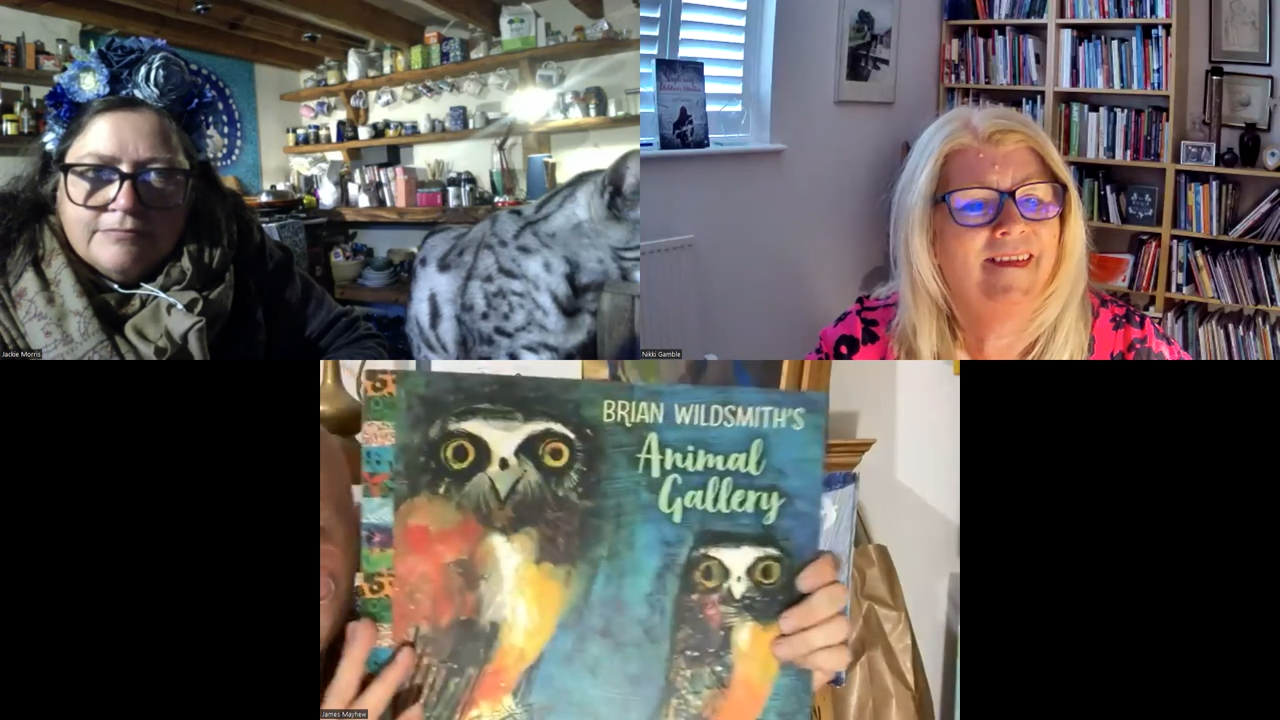 Jackie Morris
Nikki Gamble
BRIAN WILDSMITH'S
Animal
Gallery
James Mayhew